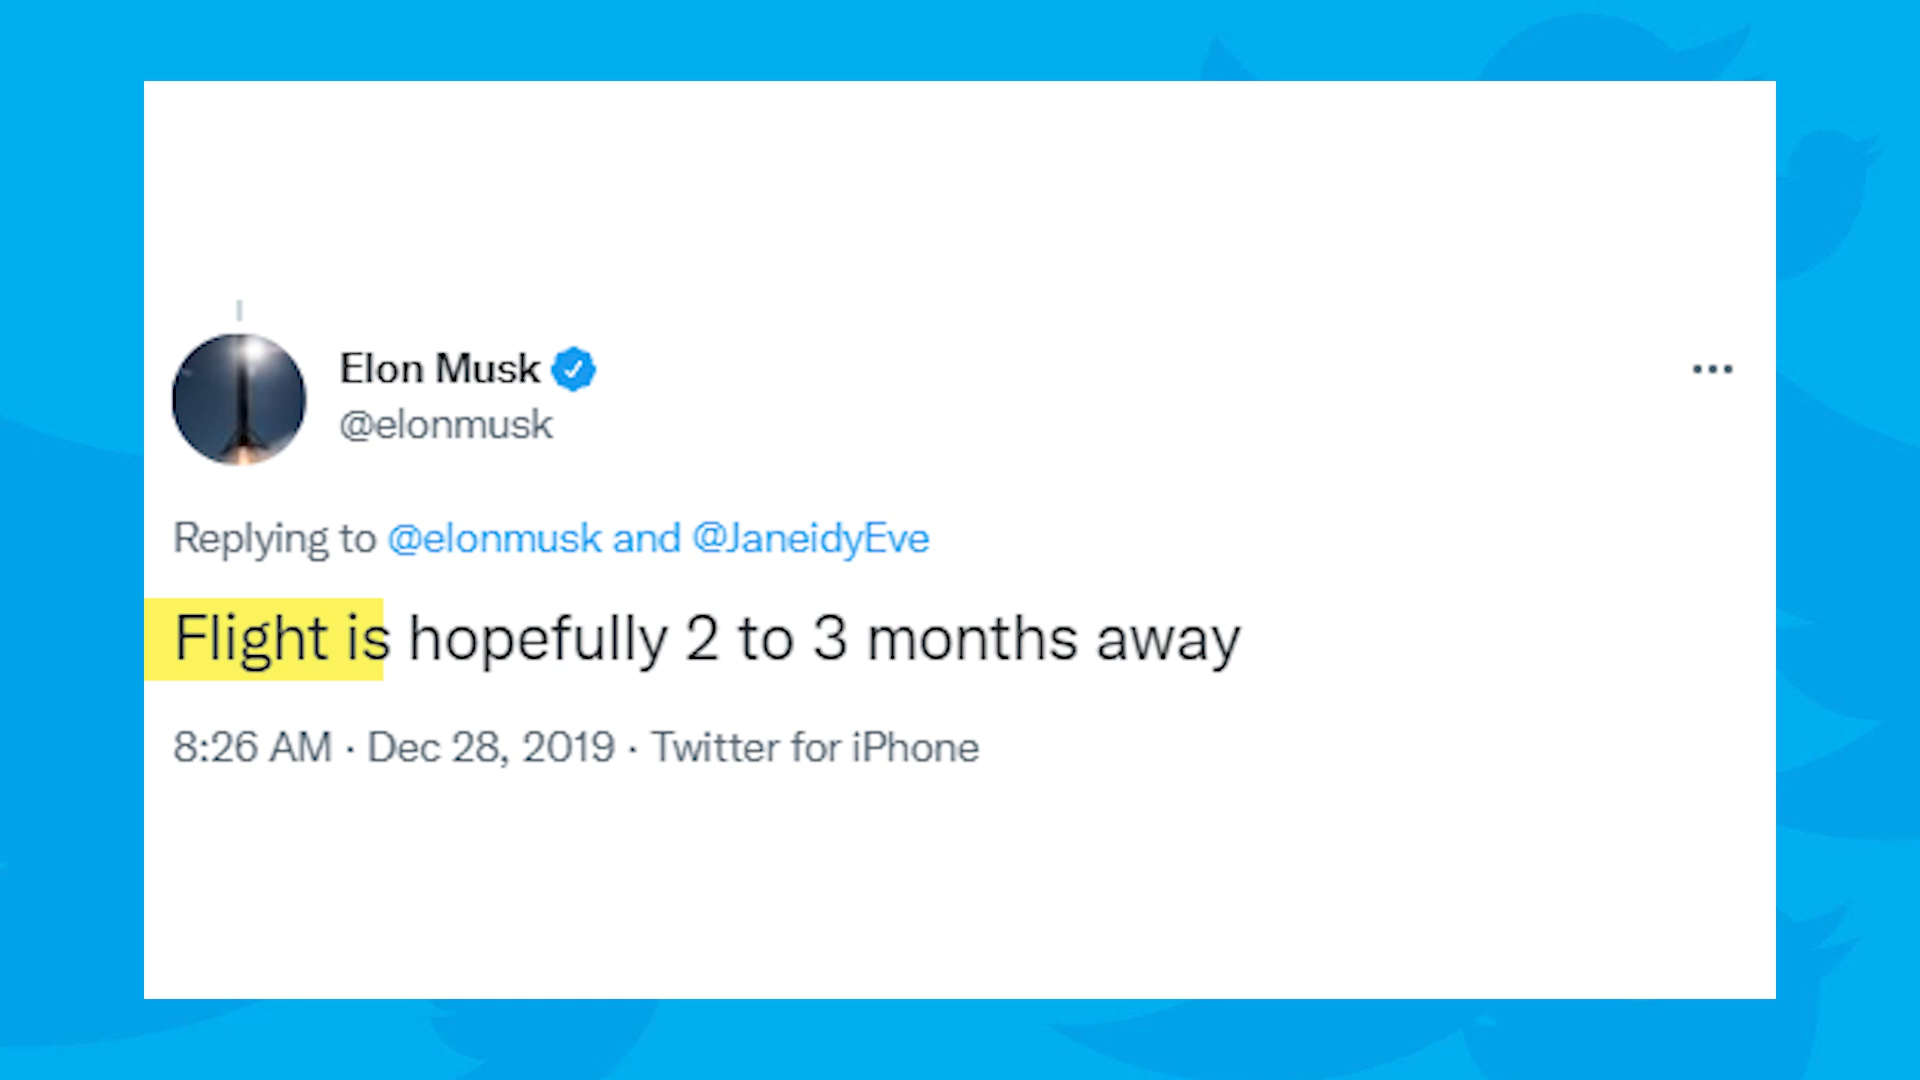 Elon Musk
@elonmusk
Replying to @elonmusk and @JaneidyEve
Flight is hopefully 2 to 3 months away
8:26 AM · Dec 28, 2019 · Twitter for iPhone